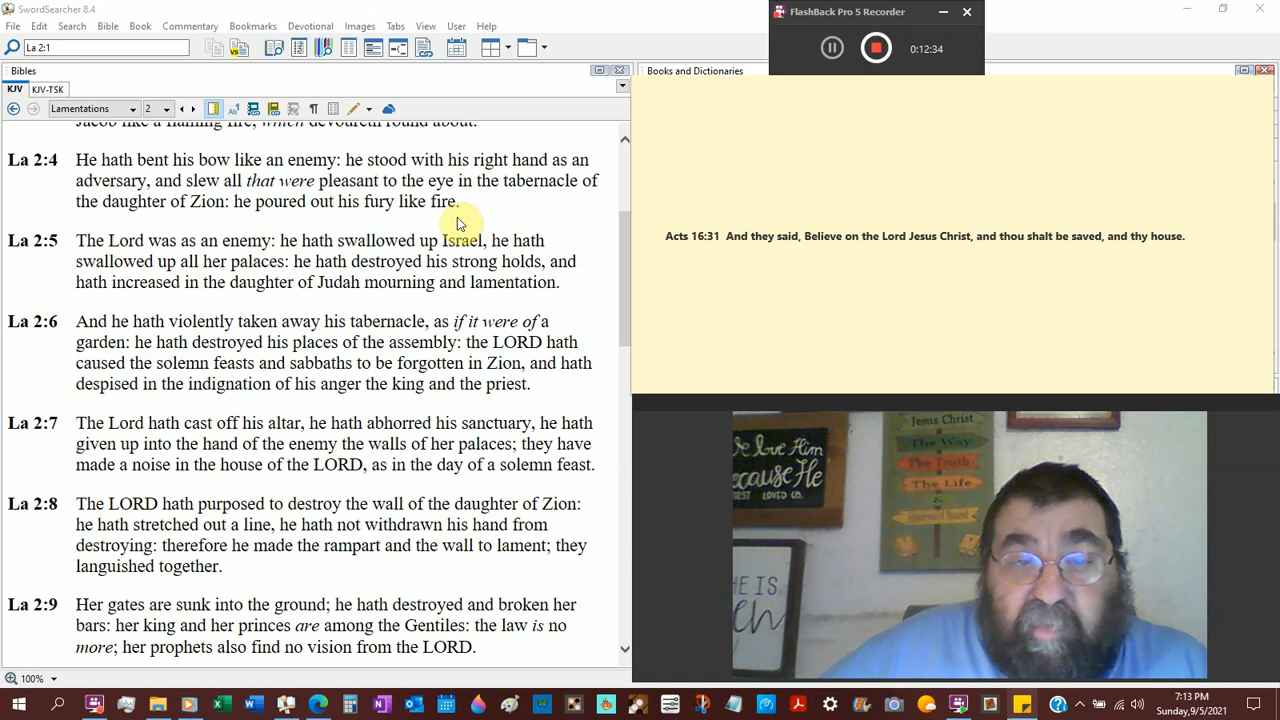 SwordSearcher 8.4
FlashBack Pro 5 Recorder
0:12:34
File Edit Search Bible Book Commentary Bookmarks Devotional Images Tabs View User Help
La 2:1
Bibles
KJV KJV-TSK
Lamentations 2
Jacob like a flaming fire, which devoureth round about.
La 2:4 He hath bent his bow like an enemy: he stood with his right hand as an
adversary, and slew all that were pleasant to the eye in the tabernacle of
the daughter of Zion: he poured out his fury like fire.
La 2:5 The Lord was as an enemy: he hath swallowed up Israel, he hath
swallowed up all her palaces: he hath destroyed his strong holds, and
hath increased in the daughter of Judah mourning and lamentation.
La 2:6 And he hath violently taken away his tabernacle, as if it were of a
garden: he hath destroyed his places of the assembly: the LORD hath
caused the solemn feasts and sabbaths to be forgotten in Zion, and hath
despised in the indignation of his anger the king and the priest.
La 2:7 The Lord hath cast off his altar, he hath abhorred his sanctuary, he hath
given up into the hand of the enemy the walls of her palaces; they have
made a noise in the house of the LORD, as in the day of a solemn feast.
La 2:8 The LORD hath purposed to destroy the wall of the daughter of Zion:
he hath stretched out a line, he hath not withdrawn his hand from
destroying: therefore he made the rampart and the wall to lament; they
languished together.
La 2:9 Her gates are sunk into the ground; he hath destroyed and broken her
bars: her king and her princes are among the Gentiles: the law is no
more; her prophets also find no vision from the LORD.
100%
Books and Dictionaries
Acts 16:31 And they said, Believe on the Lord Jesus Christ, and thou shalt be saved, and thy house.
We love Him
because He
FIRST LOVED US.
Jesus Christ
The Way
The Truth
The Life
&
HE IS
7:13 PM
Sunday,9/5/2021